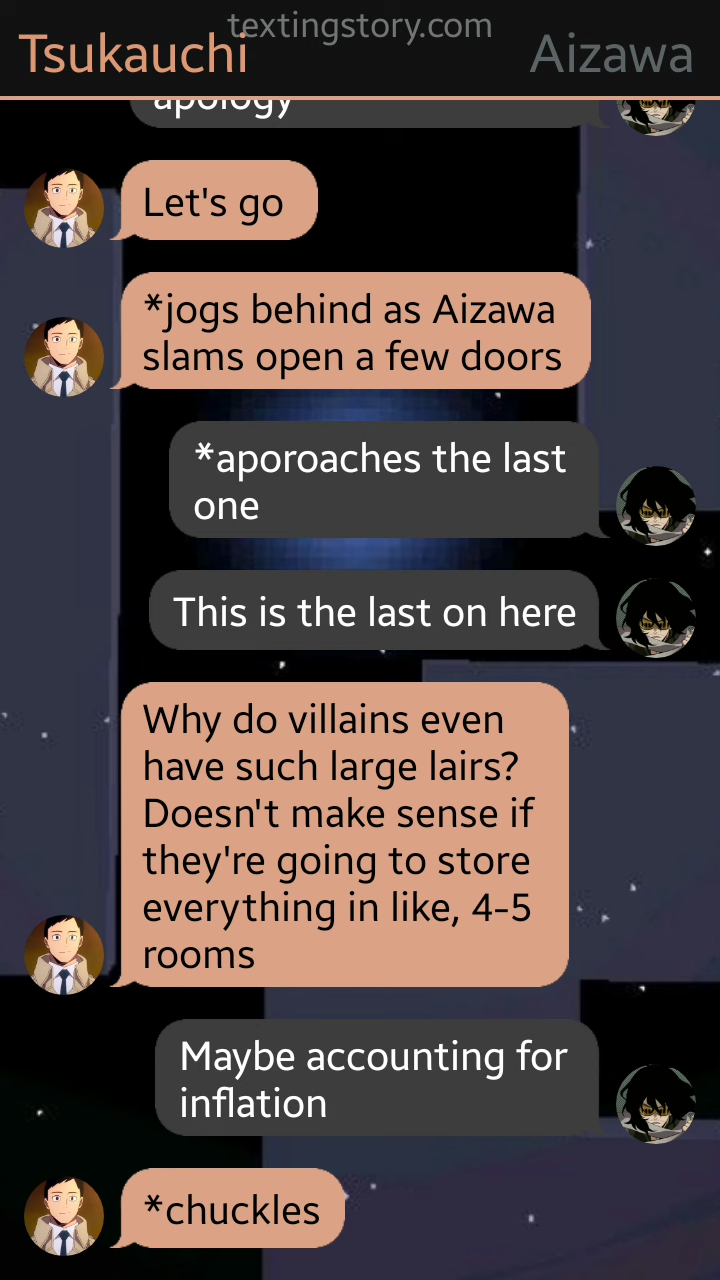 textingstory.com
Tsukauchi
Aizawa
apology
Let's go
*jogs behind as Aizawa
slams open a few doors
*aporoaches the last
one
This is the last on here
Why do villains even
have such large lairs?
Doesn't make sense if
they're going to store
everything in like, 4-5
rooms
Maybe accounting for
inflation
*chuckles